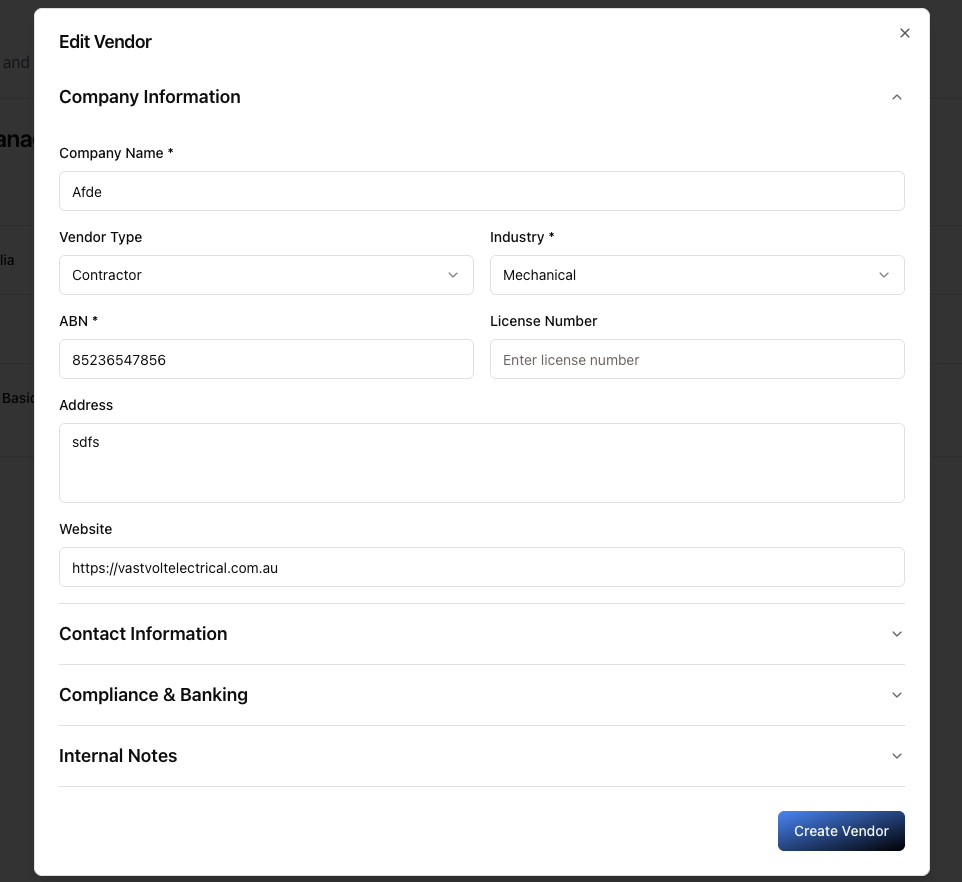 Edit Vendor
and
Company Information
anag
Company Name *
Afde
Vendor Type
Industry *
Contractor
Mechanical
lia
ABN *
License Number
85236547856
Enter license number
Basic
Address
sdfs
Website
https://vastvoltelectrical.com.au
Contact Information
Compliance & Banking
Internal Notes
Create Vendor